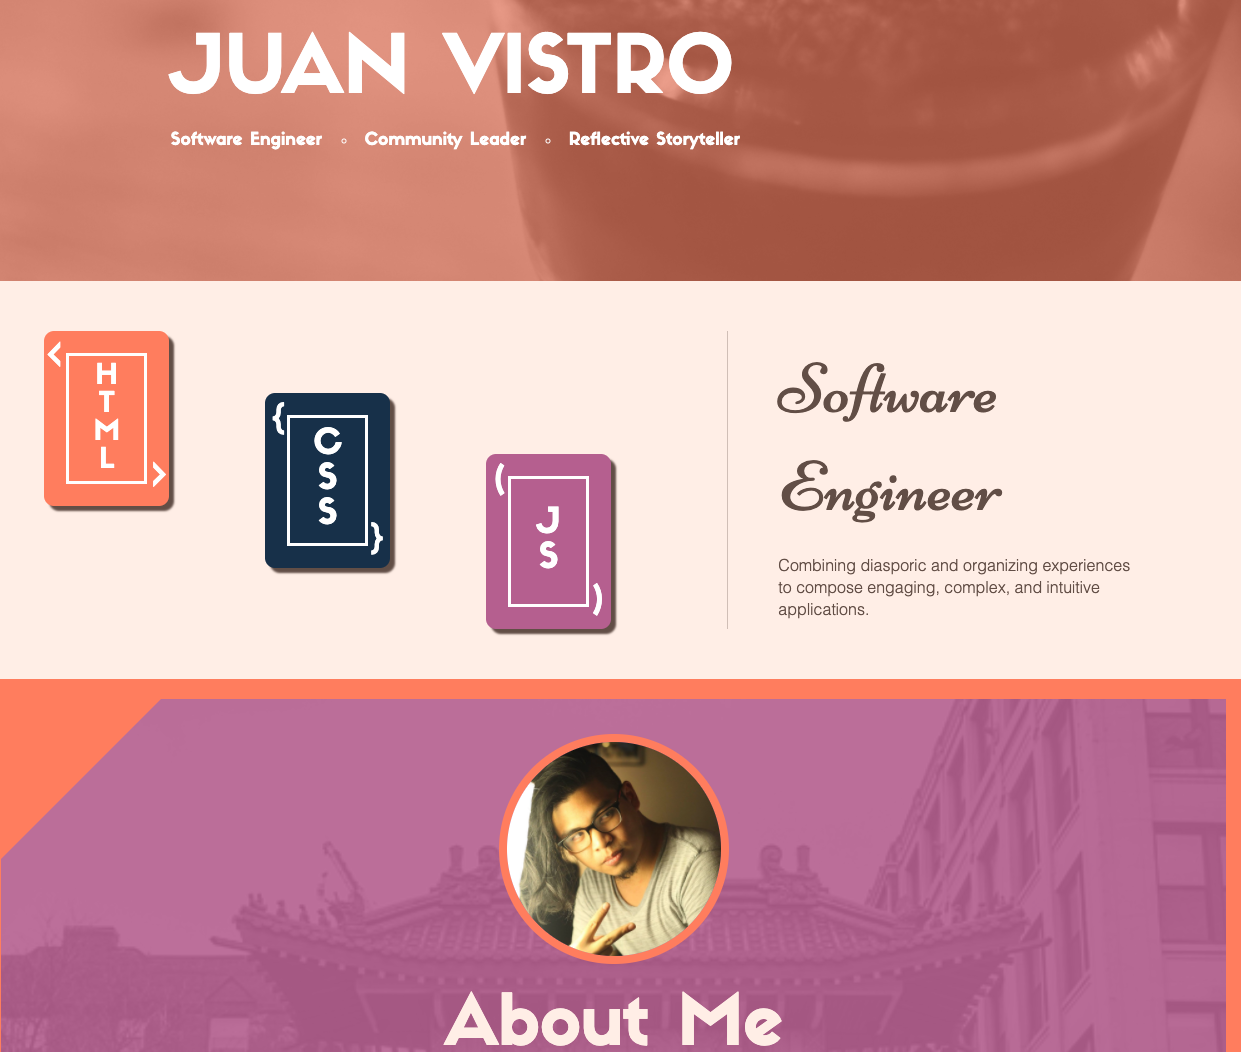 JUAN VISTRO
Software Engineer ◦ Community Leader ◦ Reflective Storyteller
< HTML >
{ CSS }
( JS )
Software
Engineer
Combining diasporic and organizing experiences
to compose engaging, complex, and intuitive
applications.
About Me